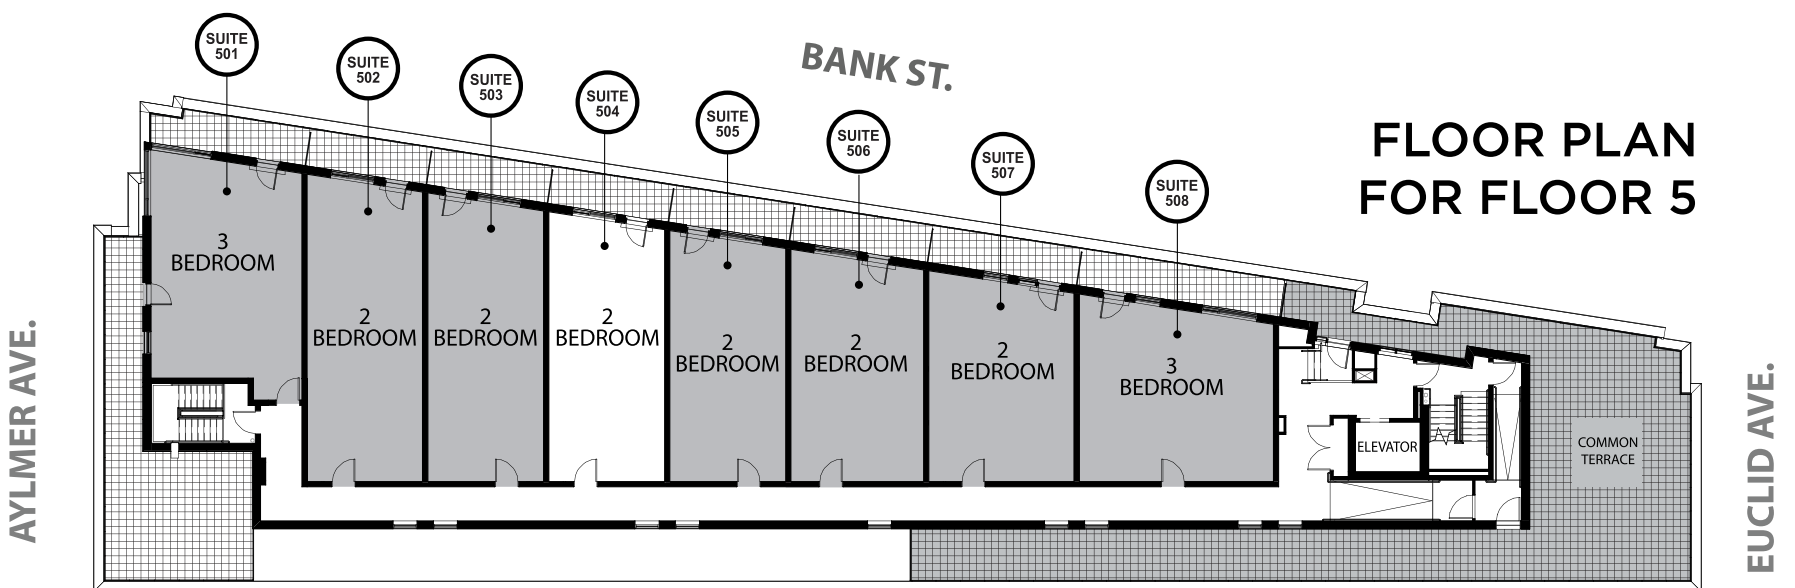 SUITE
501
SUITE
502
SUITE
503
SUITE
504
SUITE
505
SUITE
506
SUITE
507
SUITE
508
BANK ST.
FLOOR PLAN
FOR FLOOR 5
3
BEDROOM
2
BEDROOM
2
BEDROOM
2
BEDROOM
2
BEDROOM
2
BEDROOM
2
BEDROOM
3
BEDROOM
ELEVATOR
COMMON
TERRACE
AYLMER AVE.
EUCLID AVE.